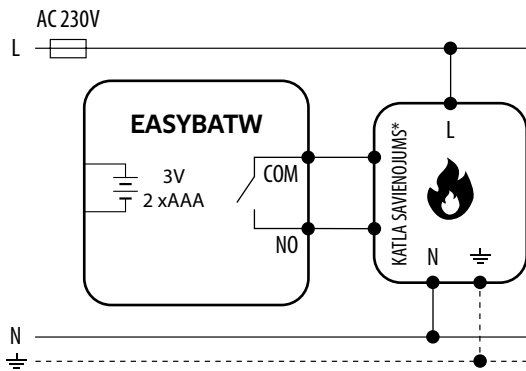 AC 230V
L
EASYBATW
3V
2 xAAA
COM
NO
KATLA SAVIENOJUMS*
L
N
N